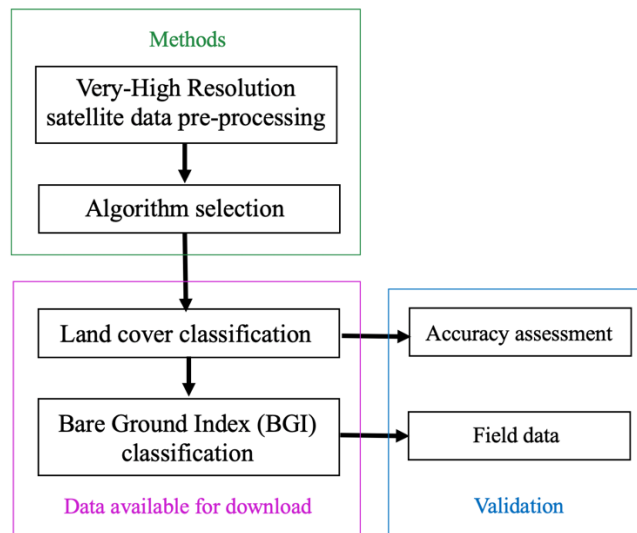 Methods
Very-High Resolution
satellite data pre-processing
Algorithm selection
Land cover classification
Accuracy assessment
Bare Ground Index (BGI)
classification
Field data
Data available for download
Validation